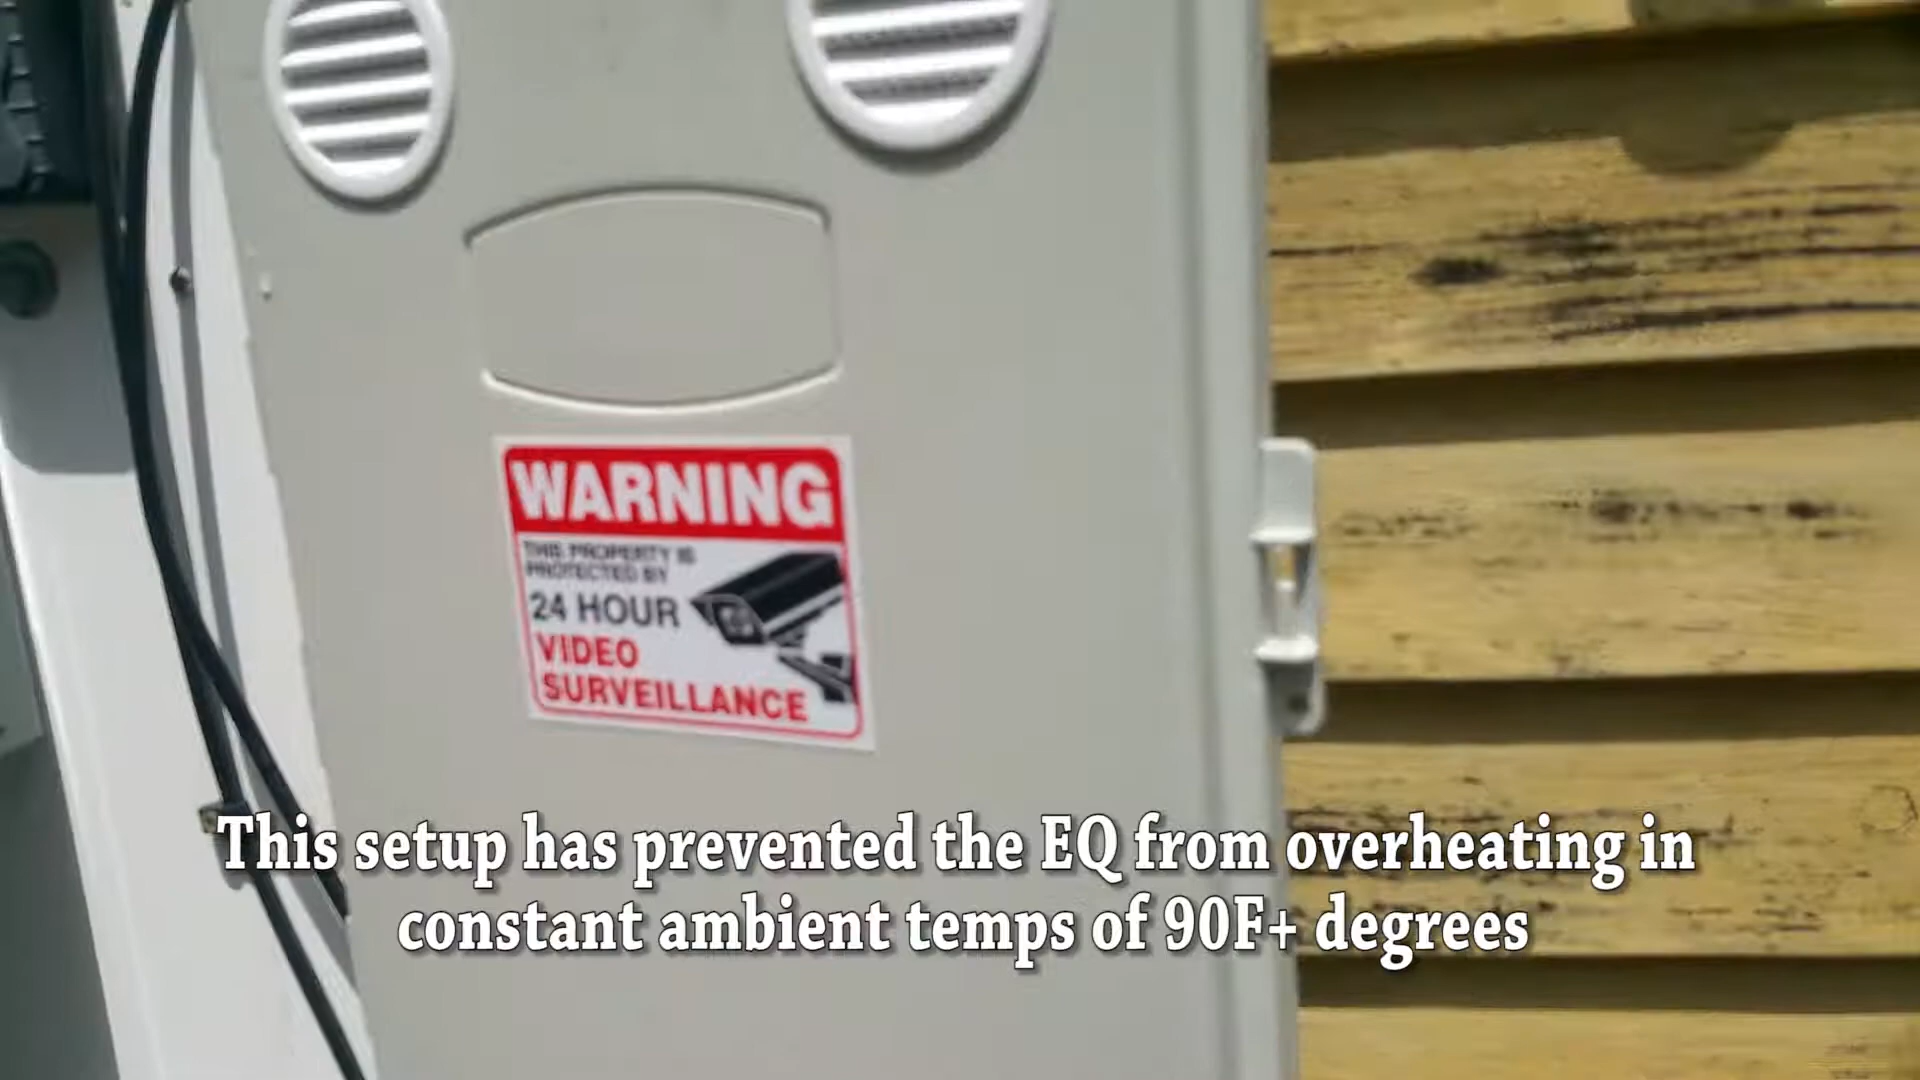 WARNING
THIS PROPERTY IS
PROTECTED BY
24 HOUR
VIDEO
SURVEILLANCE
This setup has prevented the EQ from overheating in
constant ambient temps of 90F+ degrees